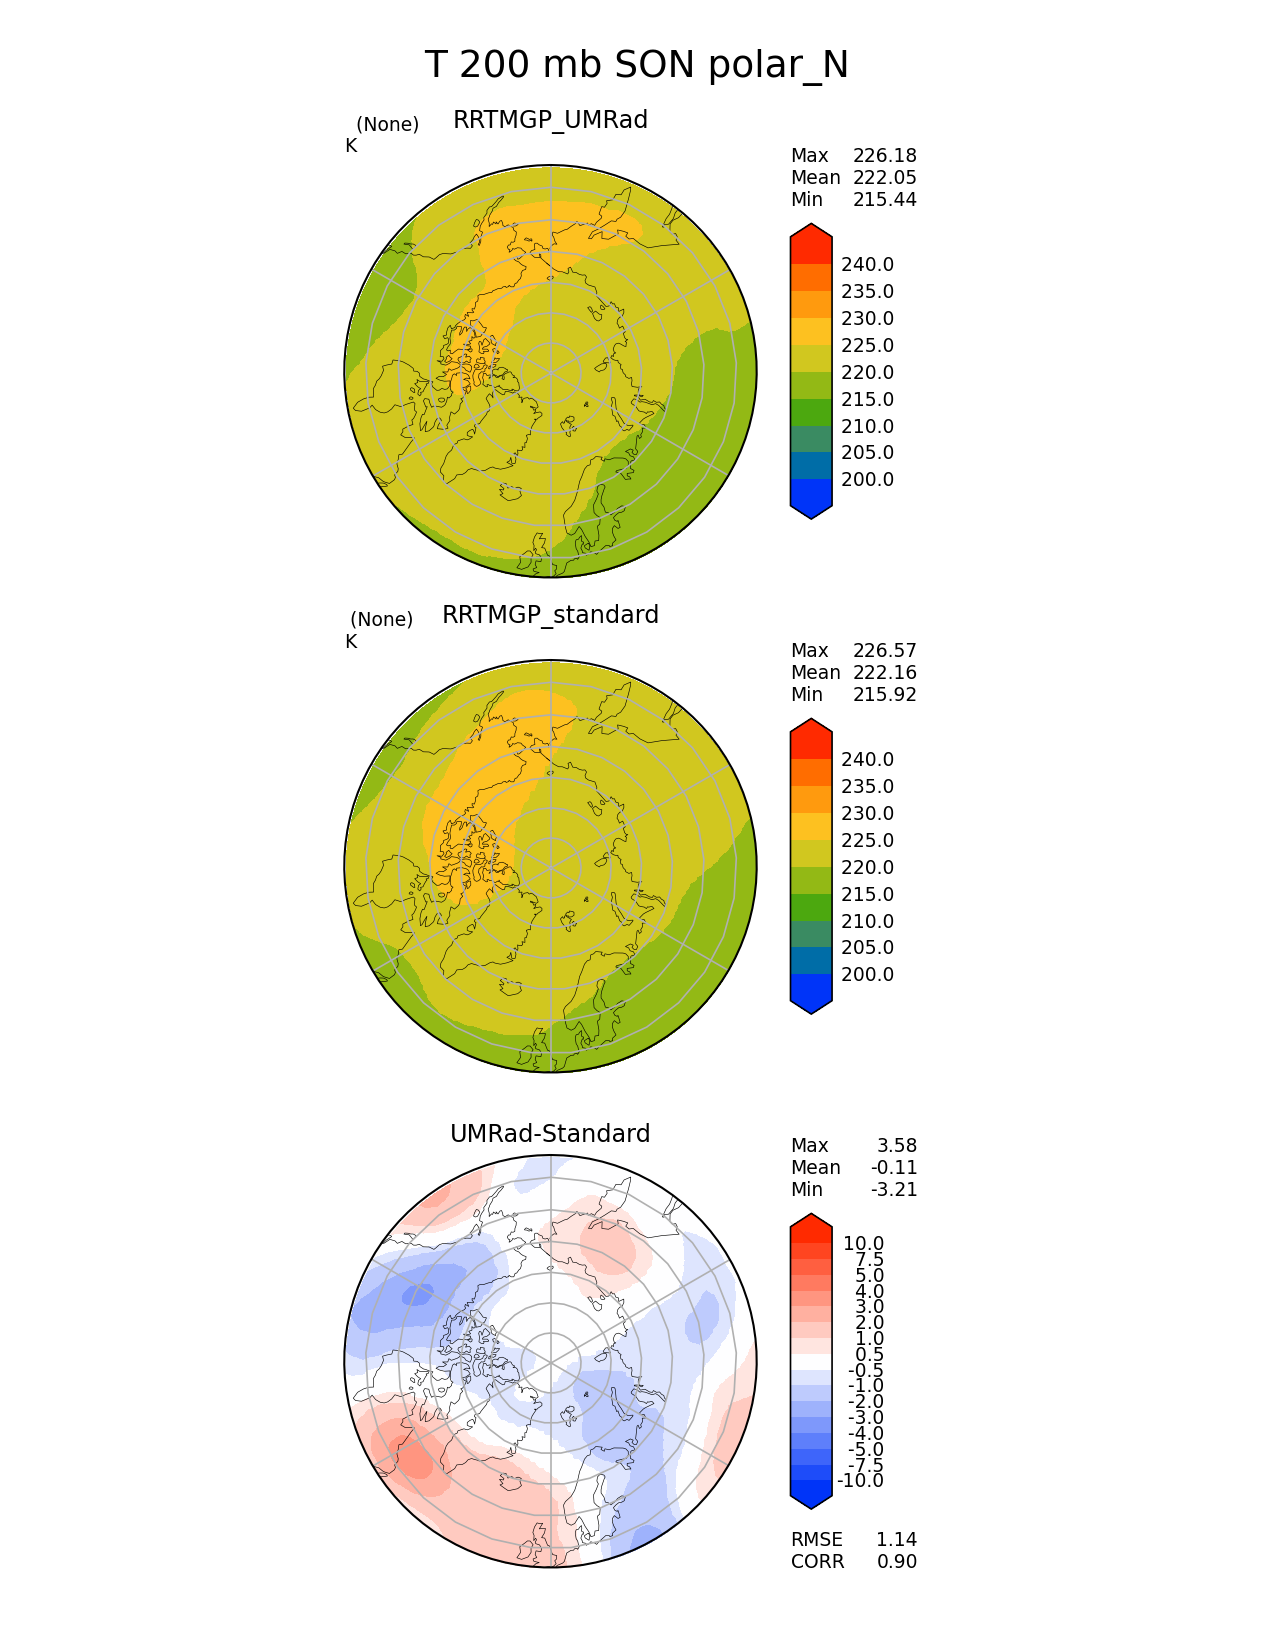 T 200 mb SON polar_N
(None) RRTMGP_UMRad
K
Max 226.18
Mean 222.05
Min 215.44
240.0
235.0
230.0
225.0
220.0
215.0
210.0
205.0
200.0
(None) RRTMGP_standard
K
Max 226.57
Mean 222.16
Min 215.92
240.0
235.0
230.0
225.0
220.0
215.0
210.0
205.0
200.0
UMRad-Standard
Max 3.58
Mean -0.11
Min -3.21
10.0
7.5
5.0
4.0
3.0
2.0
1.0
0.5
-0.5
-1.0
-2.0
-3.0
-4.0
-5.0
-7.5
-10.0
RMSE 1.14
CORR 0.90